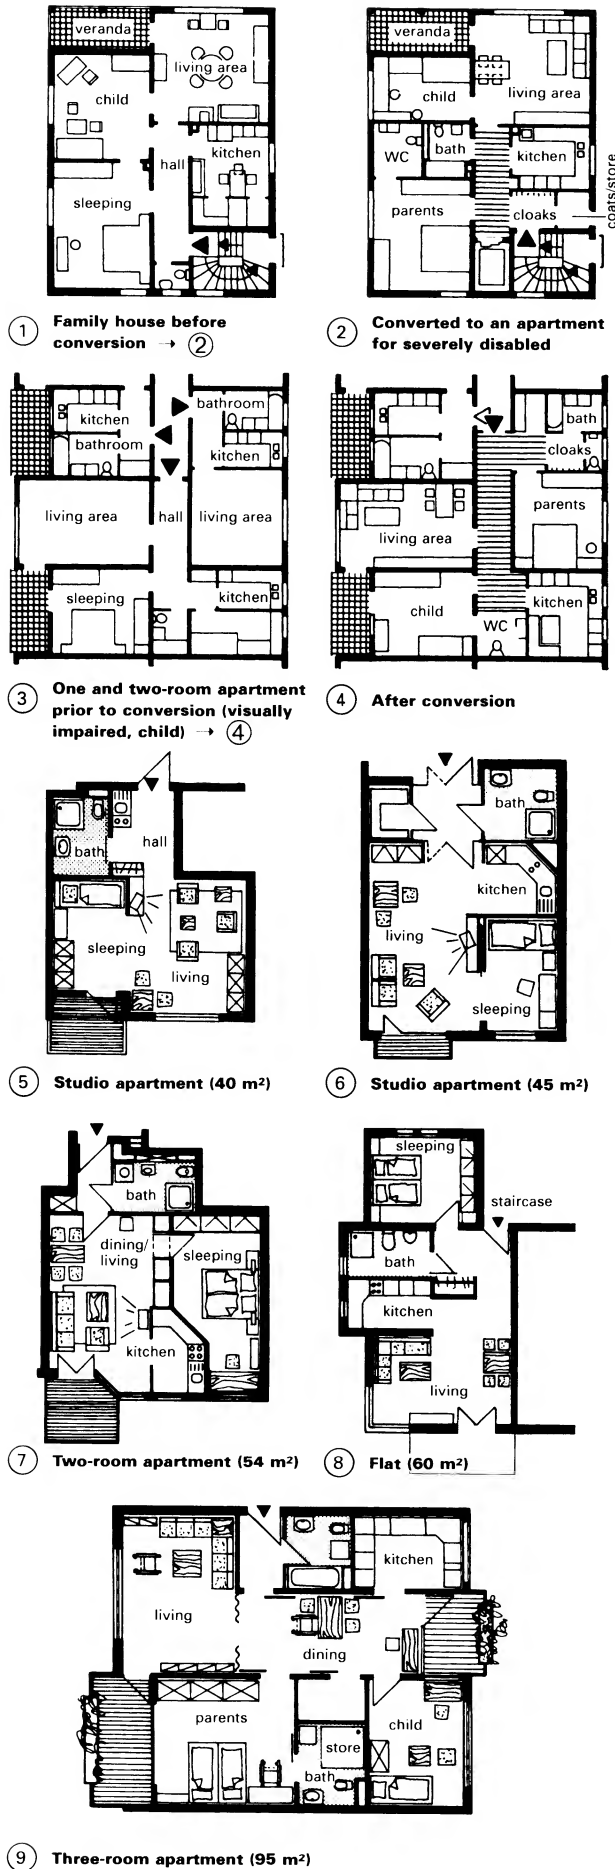 veranda
living area
child
hall
kitchen
sleeping
1 Family house before
conversion → 2
veranda
child
living area
WC
bath
kitchen
parents
cloaks
coats/store
2 Converted to an apartment
for severely disabled
kitchen
bathroom
bathroom
kitchen
living area
hall
living area
sleeping
kitchen
3 One and two-room apartment
prior to conversion (visually
impaired, child) → 4
bath
cloaks
parents
living area
child
kitchen
WC
4 After conversion
bath
hall
sleeping
living
5 Studio apartment (40 m²)
bath
kitchen
living
sleeping
6 Studio apartment (45 m²)
bath
dining/
living
sleeping
kitchen
7 Two-room apartment (54 m²)
sleeping
staircase
bath
kitchen
living
8 Flat (60 m²)
kitchen
living
dining
parents
child
store
bath
9 Three-room apartment (95 m²)